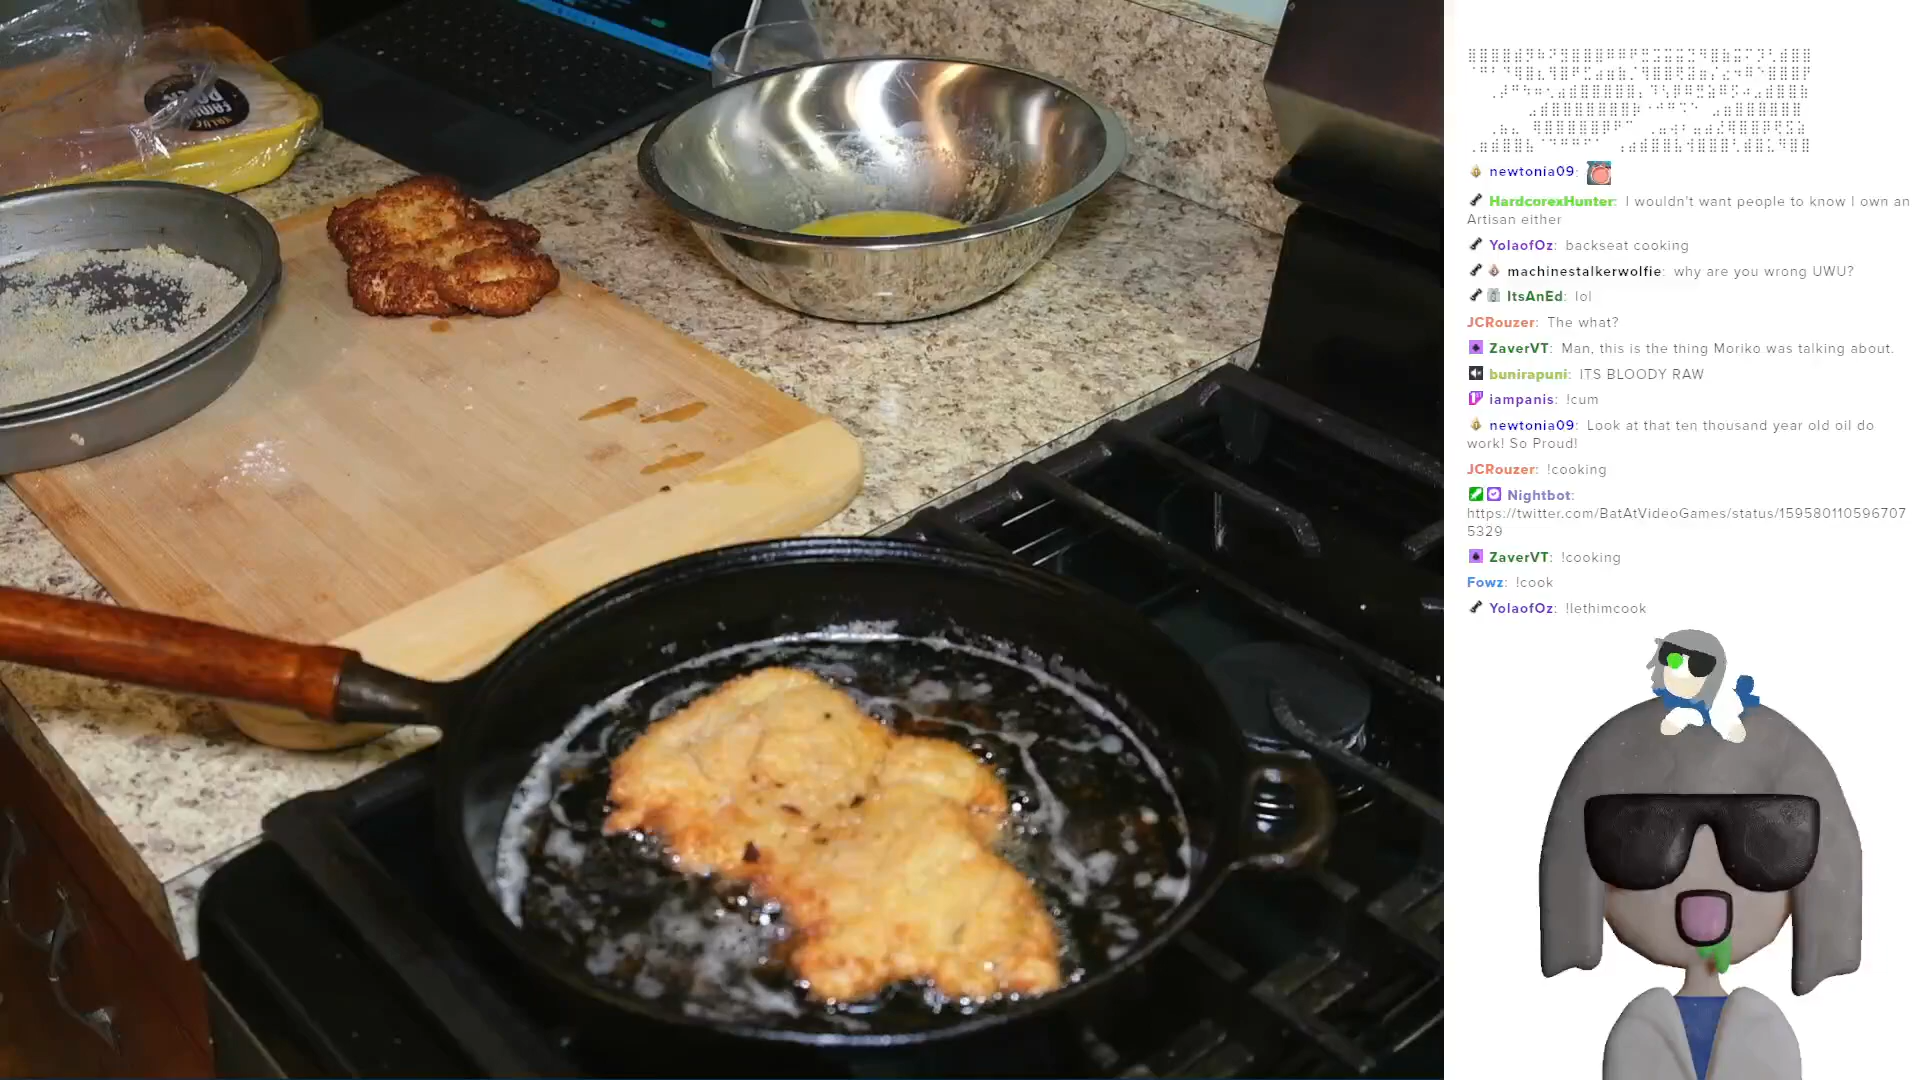 FAMILY
PACK
VALUE
newtonia09:
HardcorexHunter: I wouldn't want people to know I own an
Artisan either
YolaofOz: backseat cooking
machinestalkerwolfie: why are you wrong UWU?
ItsAnEd: lol
JCRouzer: The what?
ZaverVT: Man, this is the thing Moriko was talking about.
bunirapuni: ITS BLOODY RAW
iampanis: !cum
newtonia09: Look at that ten thousand year old oil do
work! So Proud!
JCRouzer: !cooking
Nightbot:
https://twitter.com/BatAtVideoGames/status/159580110596707
5329
ZaverVT: !cooking
Fowz: !cook
YolaofOz: !lethimcook